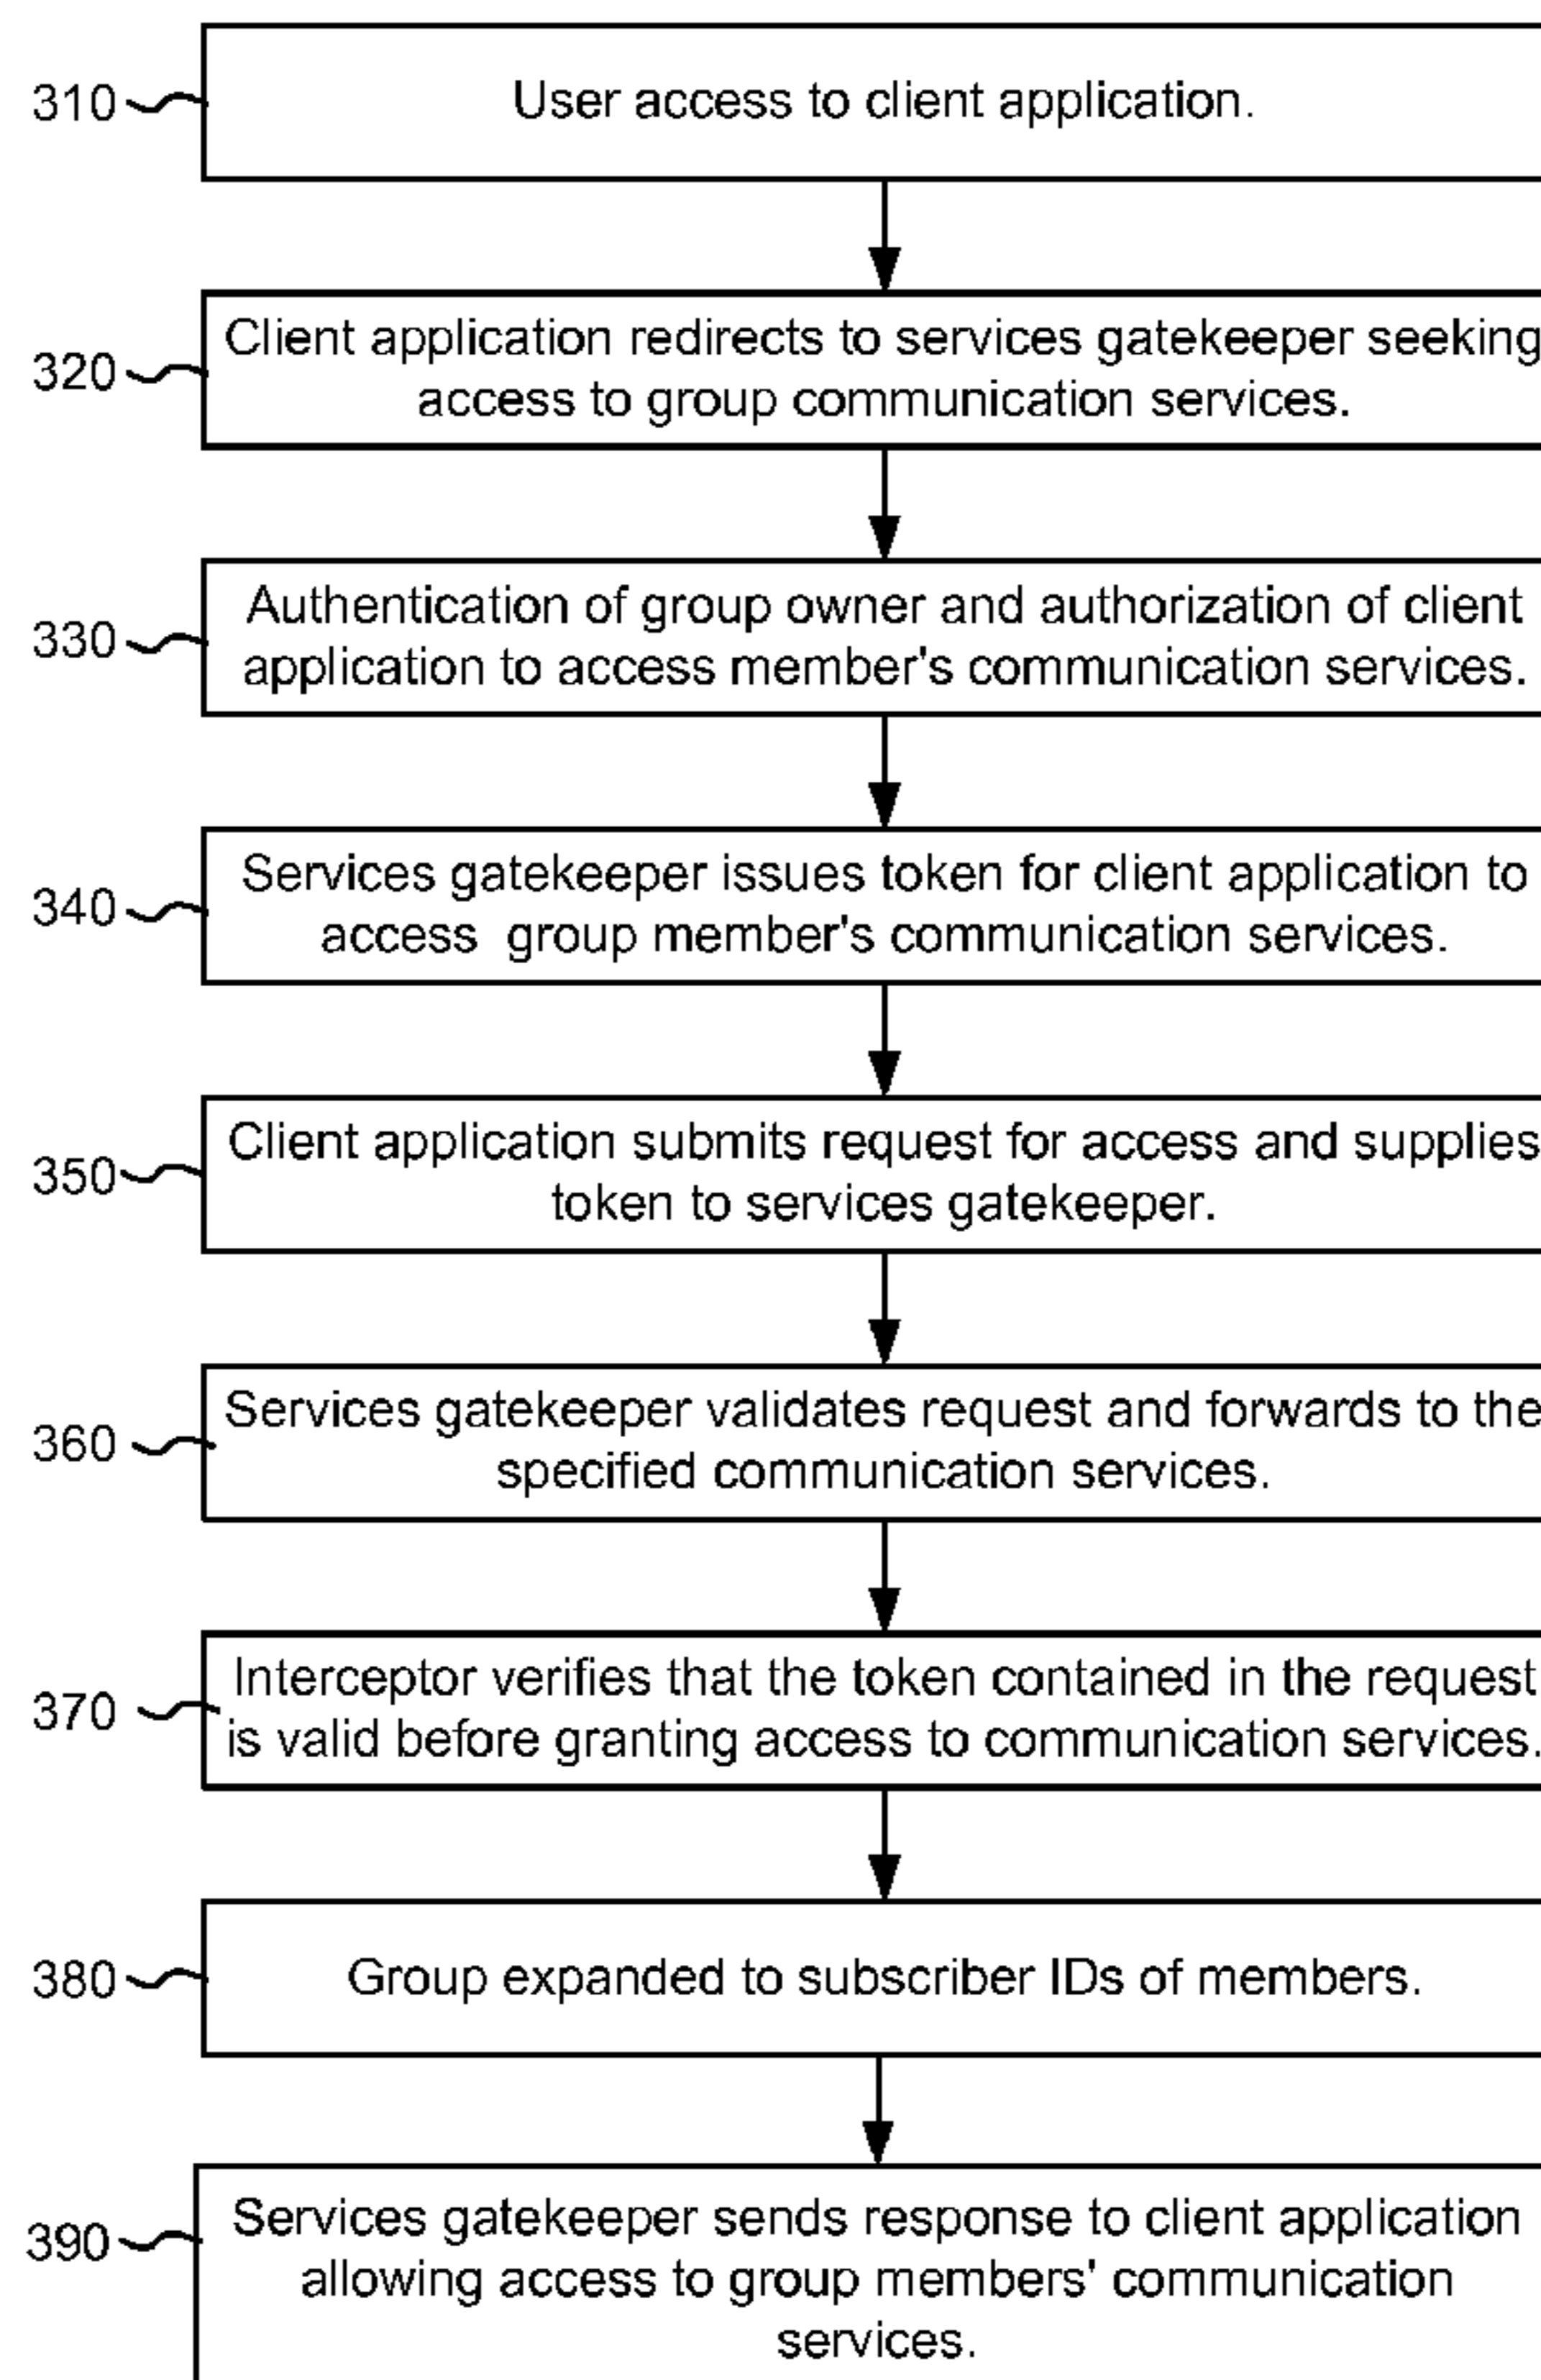 310
User access to client application.
320
Client application redirects to services gatekeeper seeking
access to group communication services.
330
Authentication of group owner and authorization of client
application to access member's communication services.
340
Services gatekeeper issues token for client application to
access group member's communication services.
350
Client application submits request for access and supplies
token to services gatekeeper.
360
Services gatekeeper validates request and forwards to the
specified communication services.
370
Interceptor verifies that the token contained in the request
is valid before granting access to communication services.
380
Group expanded to subscriber IDs of members.
390
Services gatekeeper sends response to client application
allowing access to group members' communication
services.